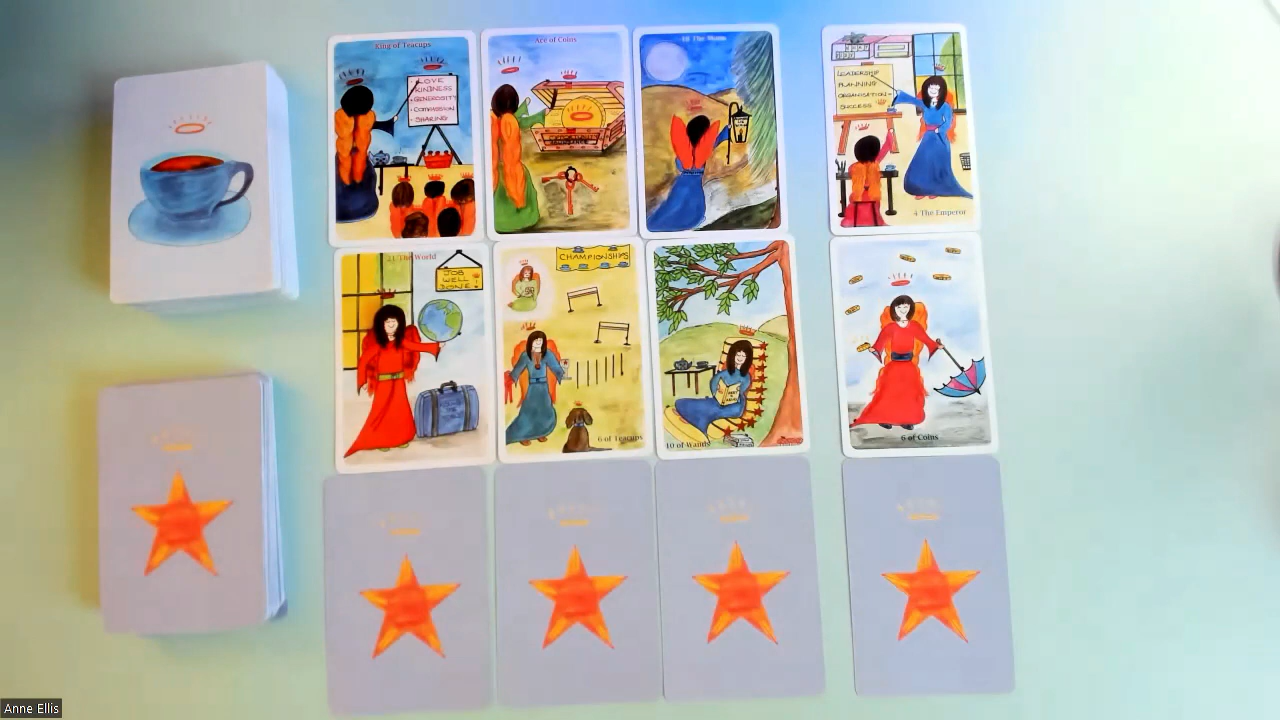 King of Teacups
LOVE
KINDNESS
GENEROSITY
COMPASSION
SHARING
Ace of Coins
18 The Moon
LEADERSHIP
PLANNING
ORGANISATION
SUCCESS
4 The Emperor
21 The World
JOB
WELL
DONE!
CHAMPIONSHIPS
6 of Teacups
10 of Wands
6 of Coins
Anne Ellis